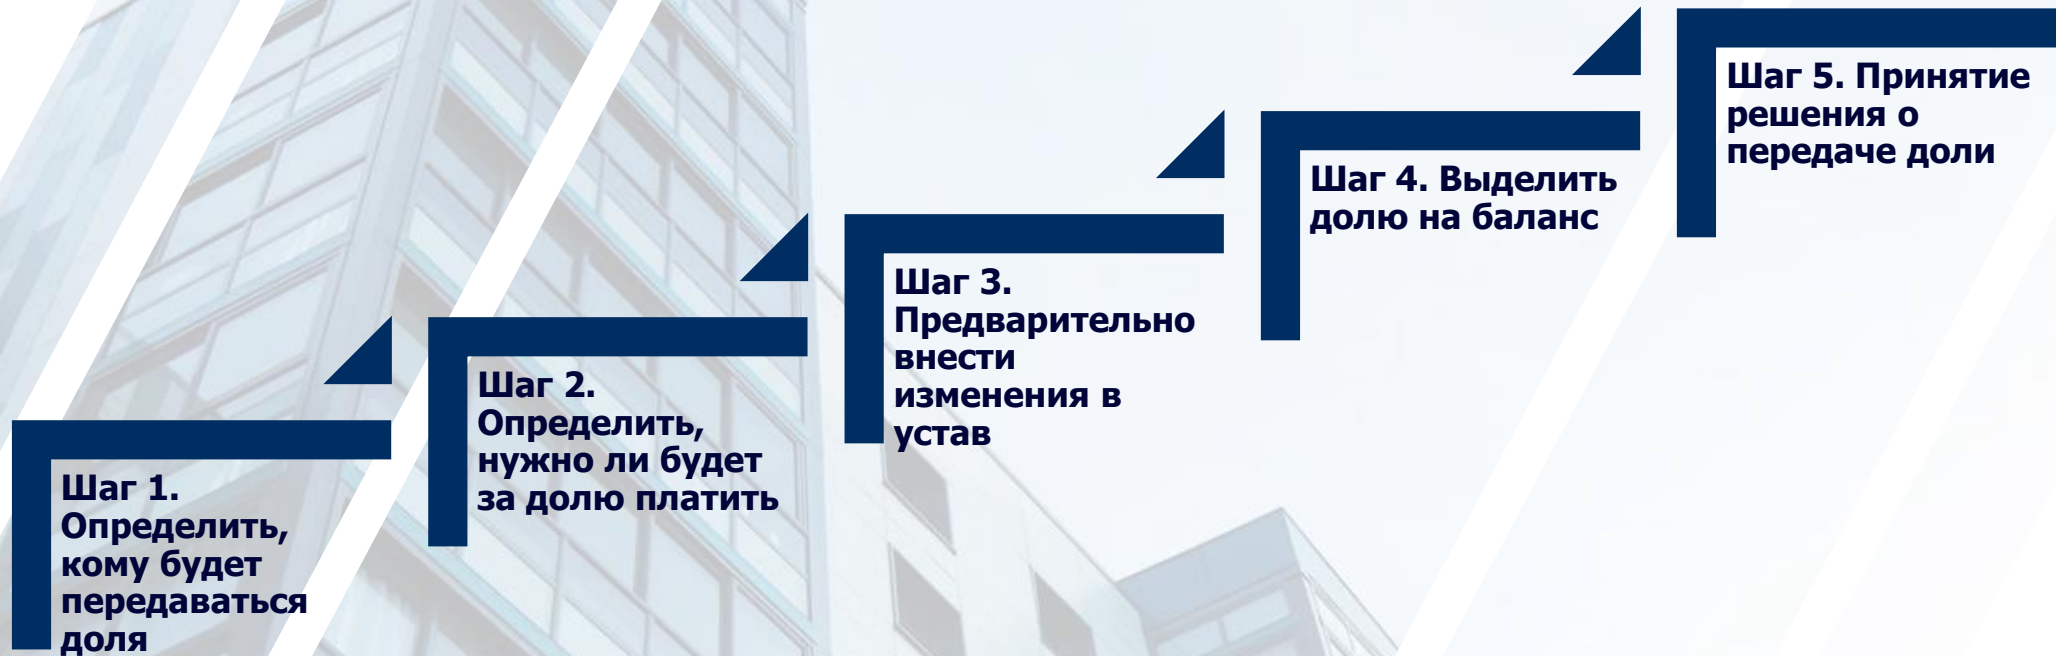 Шаг 1.
Определить,
кому будет
передаваться
доля
Шаг 2.
Определить,
нужно ли будет
за долю платить
Шаг 3.
Предварительно
внести
изменения в
устав
Шаг 4. Выделить
долю на баланс
Шаг 5. Принятие
решения о
передаче доли